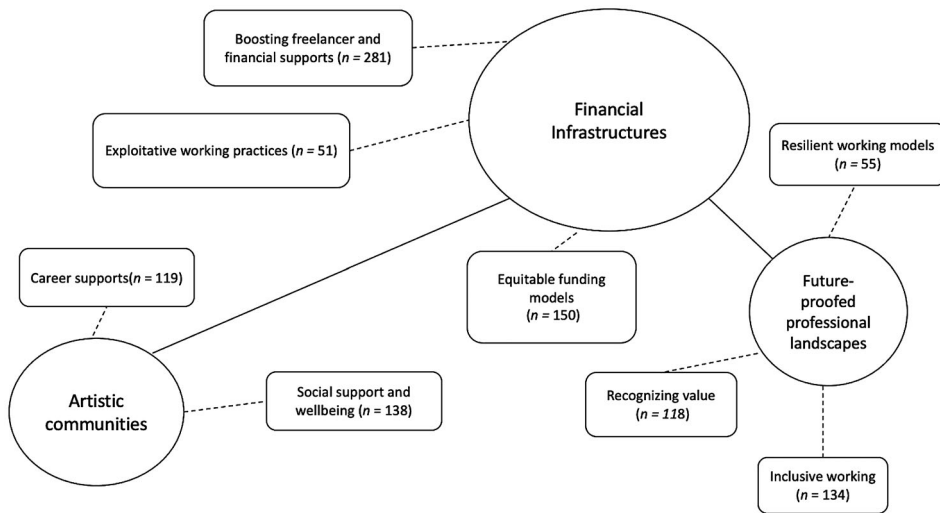 Boosting freelancer and
financial supports (n = 281)
Financial
Infrastructures
Exploitative working practices (n = 51)
Resilient working models
(n = 55)
Career supports(n = 119)
Equitable funding
models
(n = 150)
Future-
proofed
professional
landscapes
Artistic
communities
Social support and
wellbeing (n = 138)
Recognizing value
(n = 118)
Inclusive working
(n = 134)